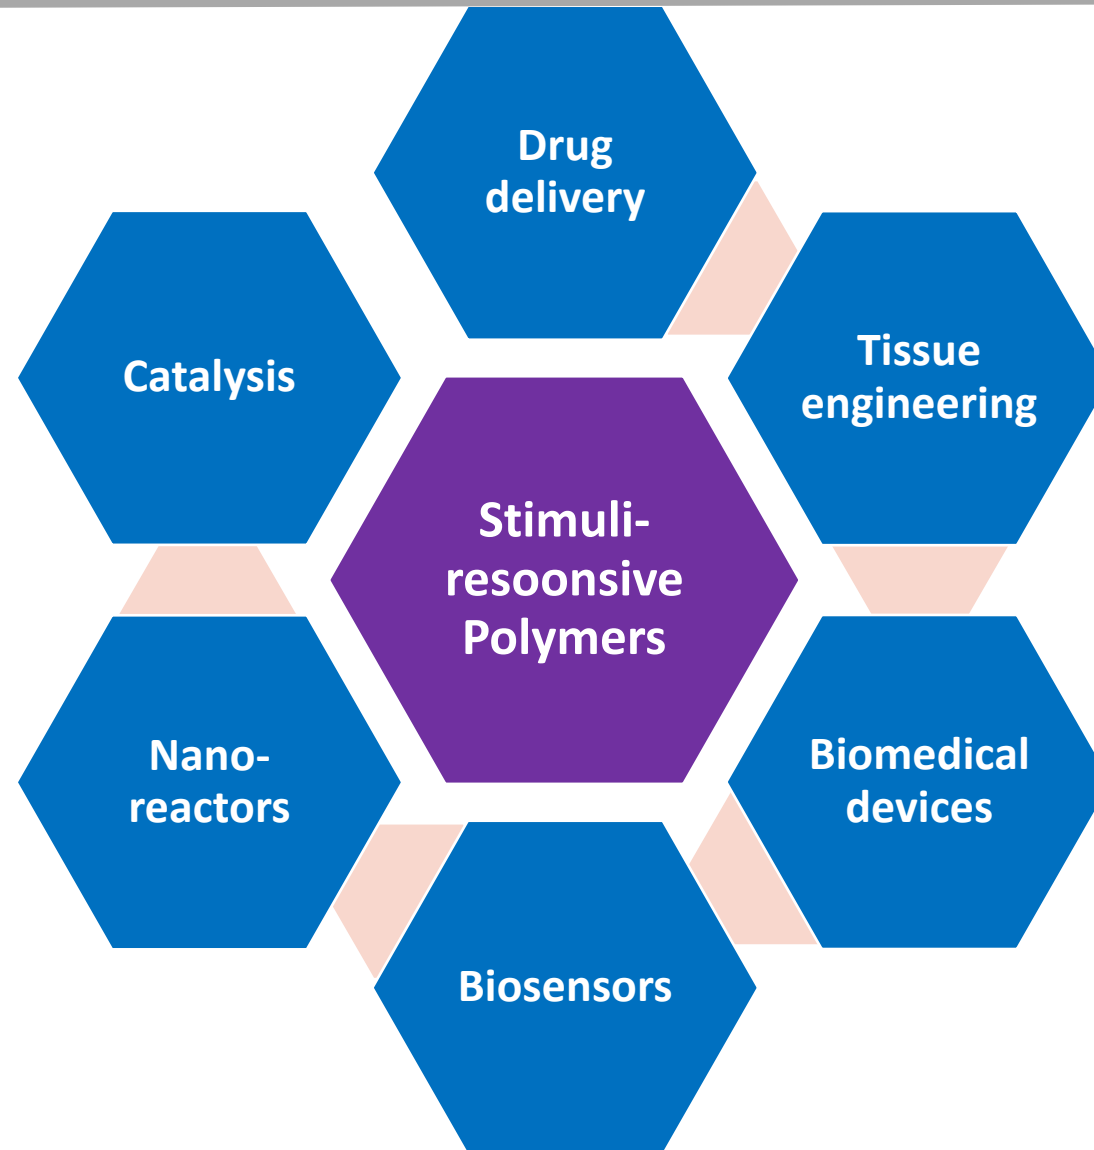 Drug
delivery
Tissue
engineering
Catalysis
Stimuli-
resoonsive
Polymers
Nano-
reactors
Biomedical
devices
Biosensors